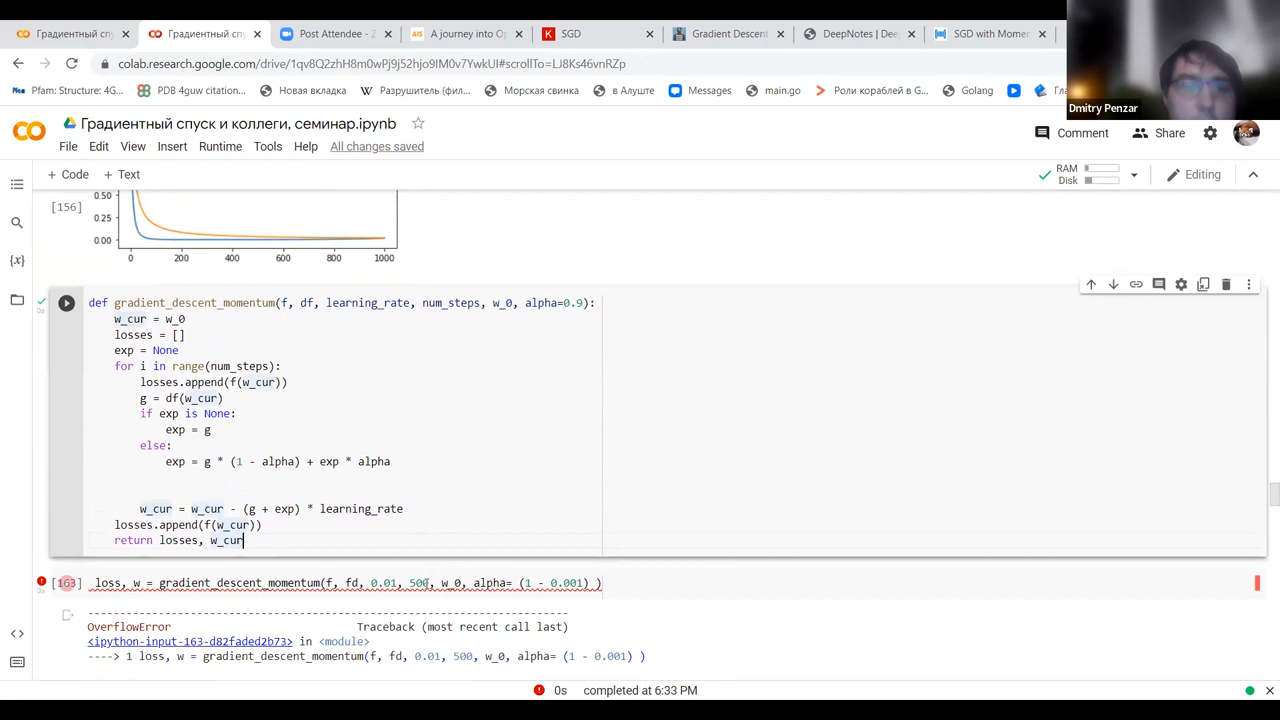 Градиентный сп
Градиентный сп
Post Attendee - Z
A journey into Op
SGD
Gradient Descent
DeepNotes | Deep
SGD with Mome
colab.research.google.com/drive/1qv8Q2zhH8m0wPj9j52hjo9IM0v7YwkUI#scrollTo=LJ8Ks46vnRZp
Pfam: Structure: 4G...
PDB 4guw citation...
Новая вкладка
Разрушитель (фил...
Морская свинка
в Алуште
Messages
main.go
Роли кораблей в G...
Golang
Dmitry Penzar
Градиентный спуск и коллеги, семинар.ipynb
Comment
Share
File Edit View Insert Runtime Tools Help All changes saved
+ Code + Text
RAM
Disk
Editing
[156]
0.50
0.25
0.00
0 200 400 600 800 1000
def gradient_descent_momentum(f, df, learning_rate, num_steps, w_0, alpha=0.9):
w_cur = w_0
losses = []
exp = None
for i in range(num_steps):
losses.append(f(w_cur))
g = df(w_cur)
if exp is None:
exp = g
else:
exp = g * (1 - alpha) + exp * alpha
w_cur = w_cur - (g + exp) * learning_rate
losses.append(f(w_cur))
return losses, w_cur
0s
[163] loss, w = gradient_descent_momentum(f, fd, 0.01, 500, w_0, alpha= (1 - 0.001) )
0s
---------------------------------------------------------------------------
OverflowError Traceback (most recent call last)
<ipython-input-163-d82faded2b73> in <module>
----> 1 loss, w = gradient_descent_momentum(f, fd, 0.01, 500, w_0, alpha= (1 - 0.001) )
0s completed at 6:33 PM